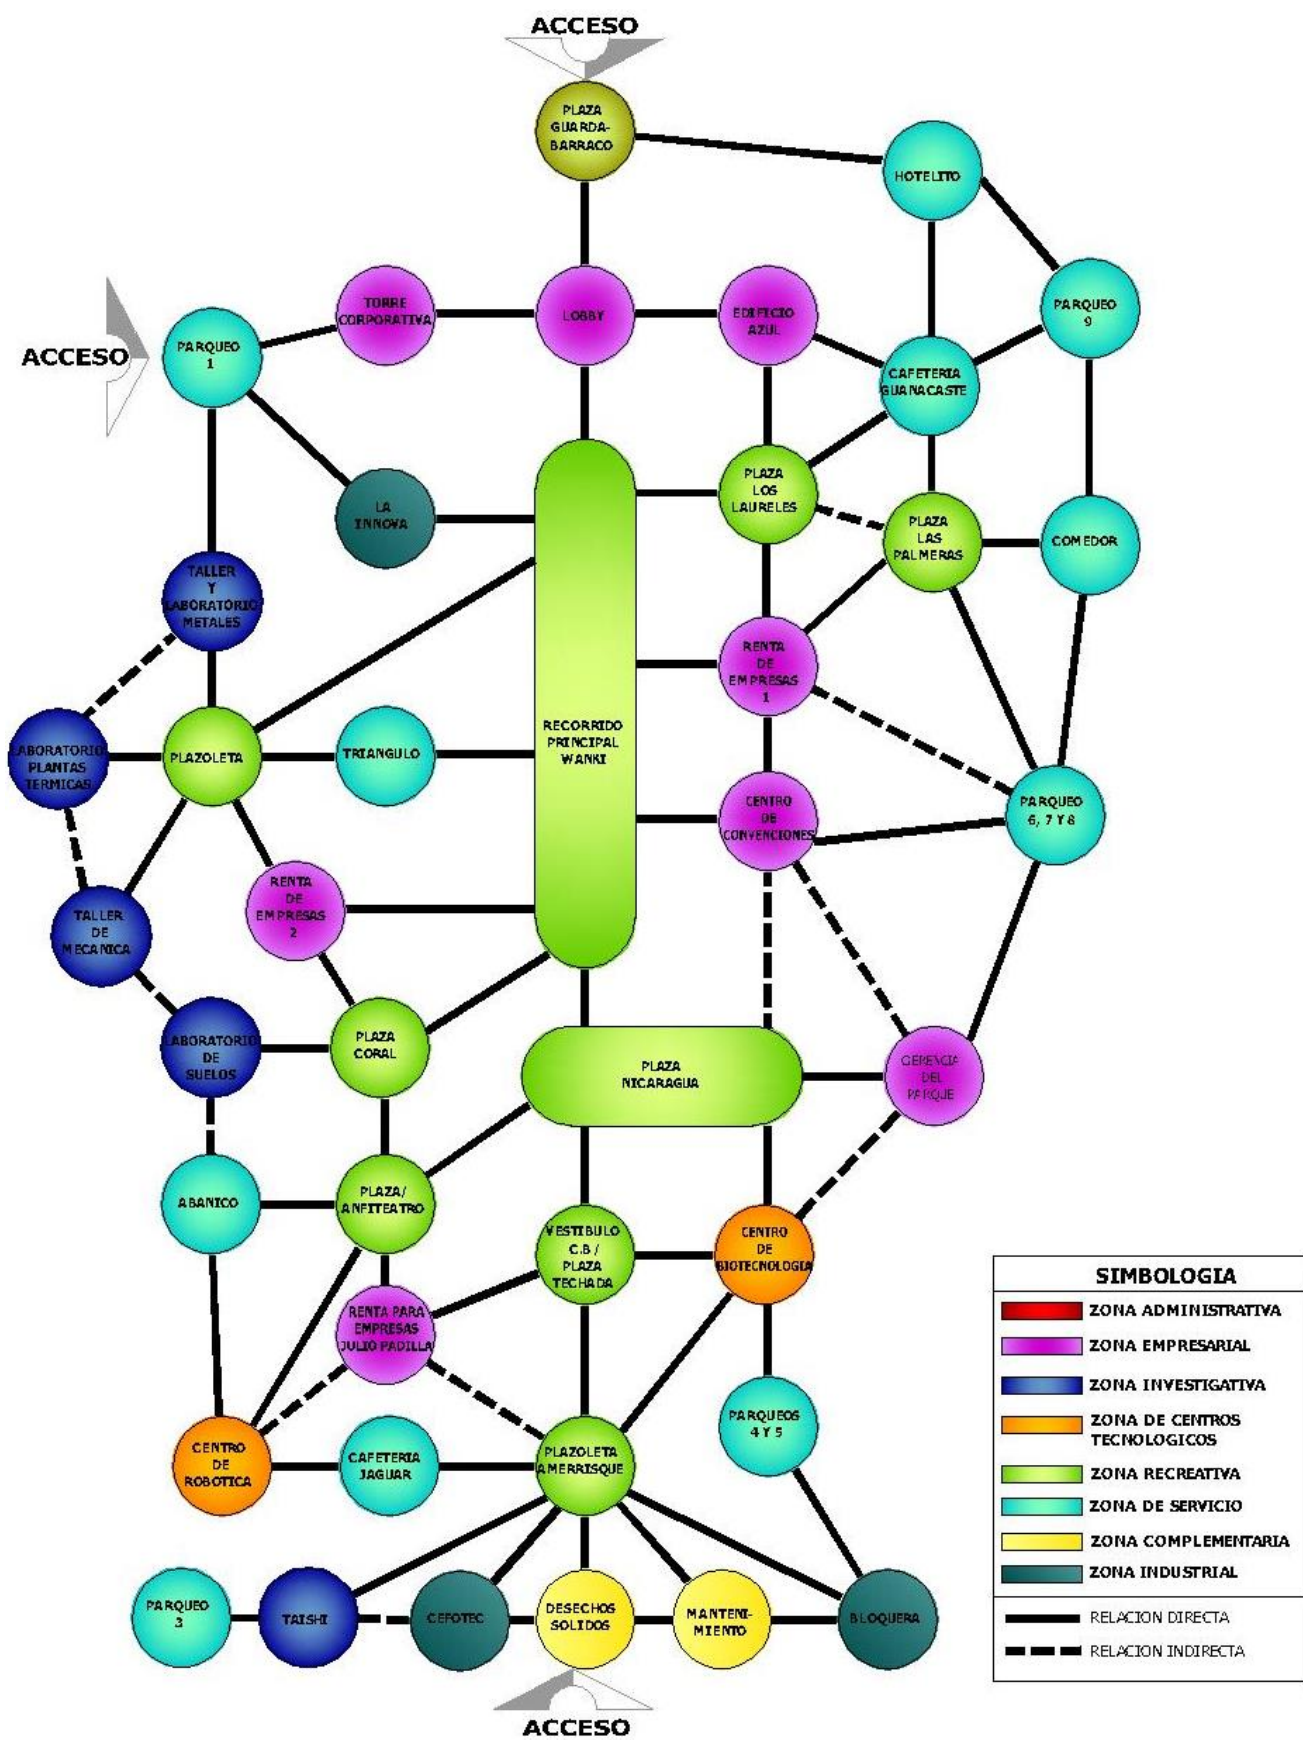 ACCESO
PLAZA
GUARDA-
BARRACO
HOTELITO
TORRE
CORPORATIVA
LOBBY
EDIFICIO
AZUL
PARQUEO
9
ACCESO
PARQUEO
1
CAFETERIA
GUANACASTE
LA
INNOVA
PLAZA
LOS
LAURELES
PLAZA
LAS
PALMERAS
COMEDOR
TALLER
Y
LABORATORIO
METALES
RENTA
DE
EMPRESAS
1
LABORATORIO
PLANTAS
TERMICAS
PLAZOLETA
TRIANGULO
RECORRIDO
PRINCIPAL
WANKI
CENTRO
DE
CONVENCIONES
PARQUEO
6, 7 Y 8
TALLER
DE
MECANICA
RENTA
DE
EMPRESAS
2
LABORATORIO
DE
SUELOS
PLAZA
CORAL
PLAZA
NICARAGUA
GERENCIA
DEL
PARQUE
ABANICO
PLAZA/
ANFITEATRO
VESTIBULO
C.B /
PLAZA
TECHADA
CENTRO
DE
BIOTECNOLOGIA
RENTA PARA
EMPRESAS
JULIO PADILLA
CENTRO
DE
ROBOTICA
CAFETERIA
JAGUAR
PLAZOLETA
AMERRISQUE
PARQUEOS
4 Y 5
PARQUEO
3
TAISHI
CEFOTEC
DESECHOS
SOLIDOS
MANTENI-
MIENTO
BLOQUERA
ACCESO
SIMBOLOGIA
ZONA ADMINISTRATIVA
ZONA EMPRESARIAL
ZONA INVESTIGATIVA
ZONA DE CENTROS
TECNOLOGICOS
ZONA RECREATIVA
ZONA DE SERVICIO
ZONA COMPLEMENTARIA
ZONA INDUSTRIAL
RELACION DIRECTA
RELACION INDIRECTA